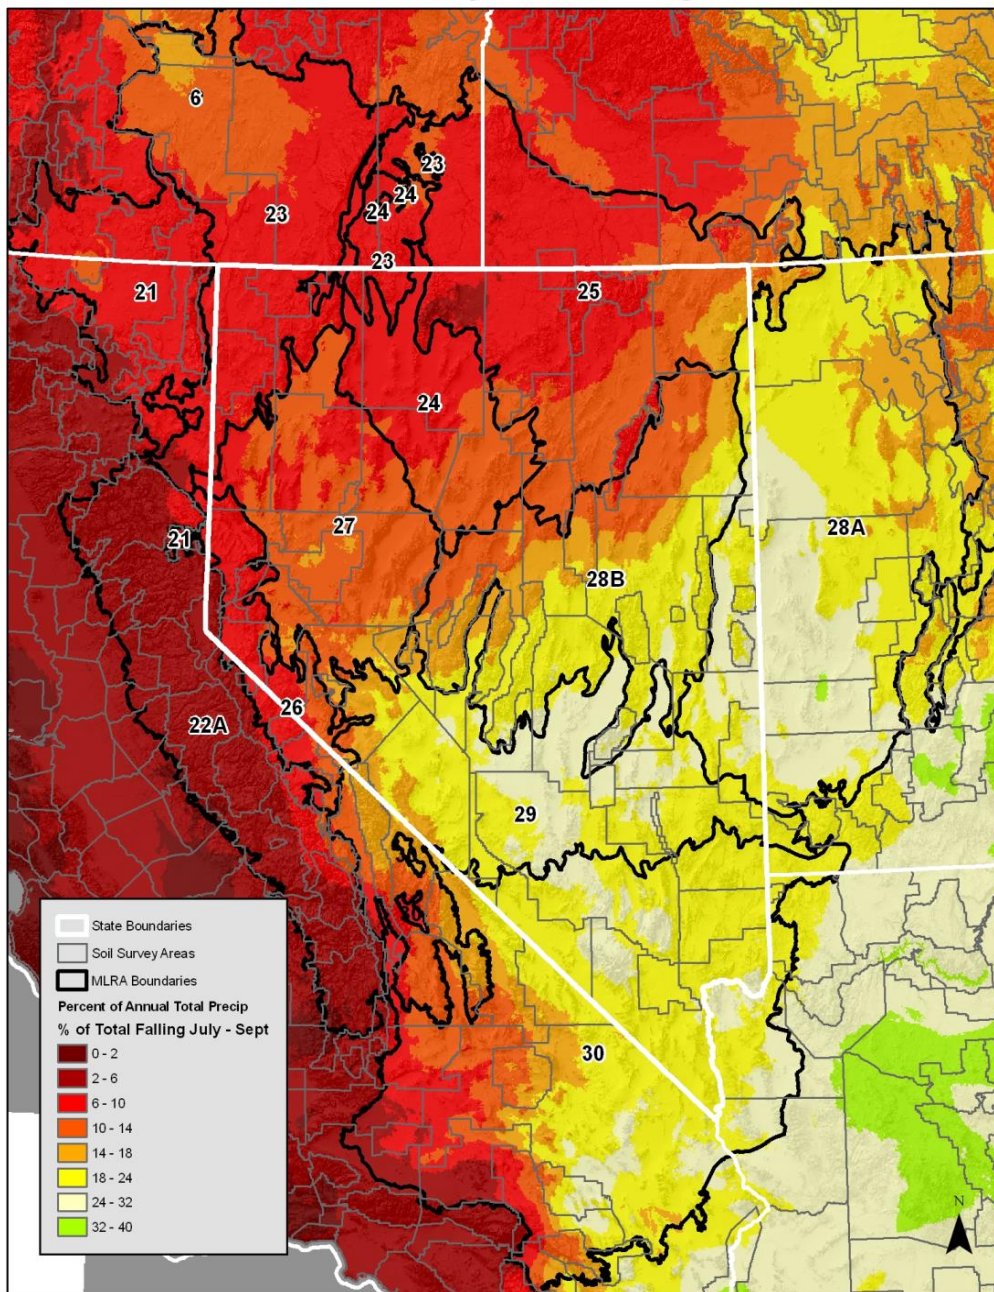 6
23
24
24
23
23
21
25
24
27
21
28A
28B
26
22A
29
30
State Boundaries
Soil Survey Areas
MLRA Boundaries
Percent of Annual Total Precip
% of Total Falling July - Sept
0 - 2
2 - 6
6 - 10
10 - 14
14 - 18
18 - 24
24 - 32
32 - 40
N